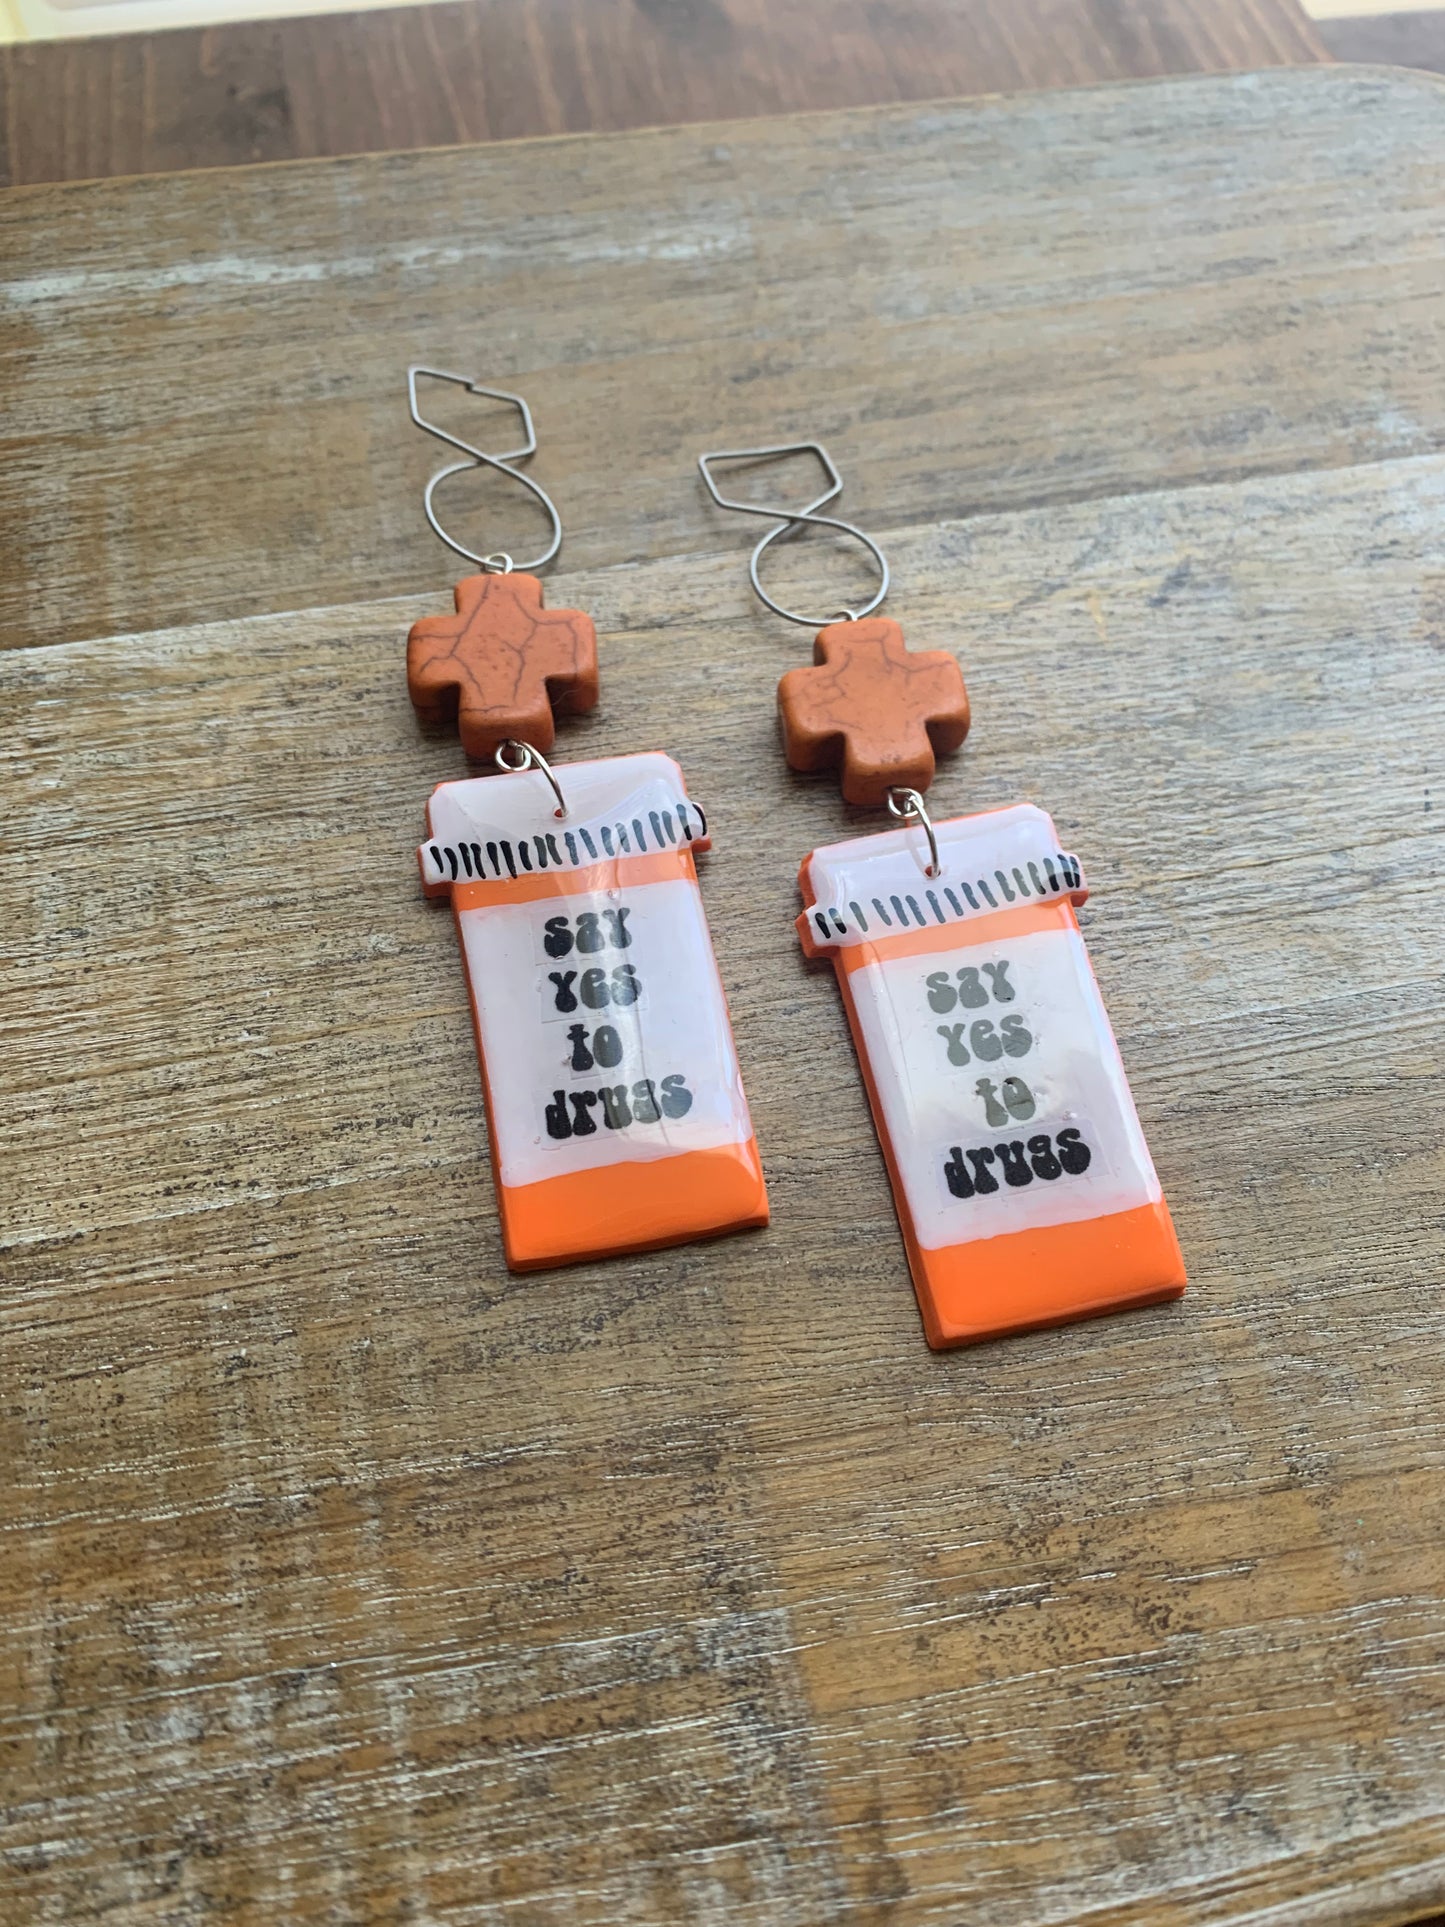 say
yes
to
drugs
say
yes
to
drugs